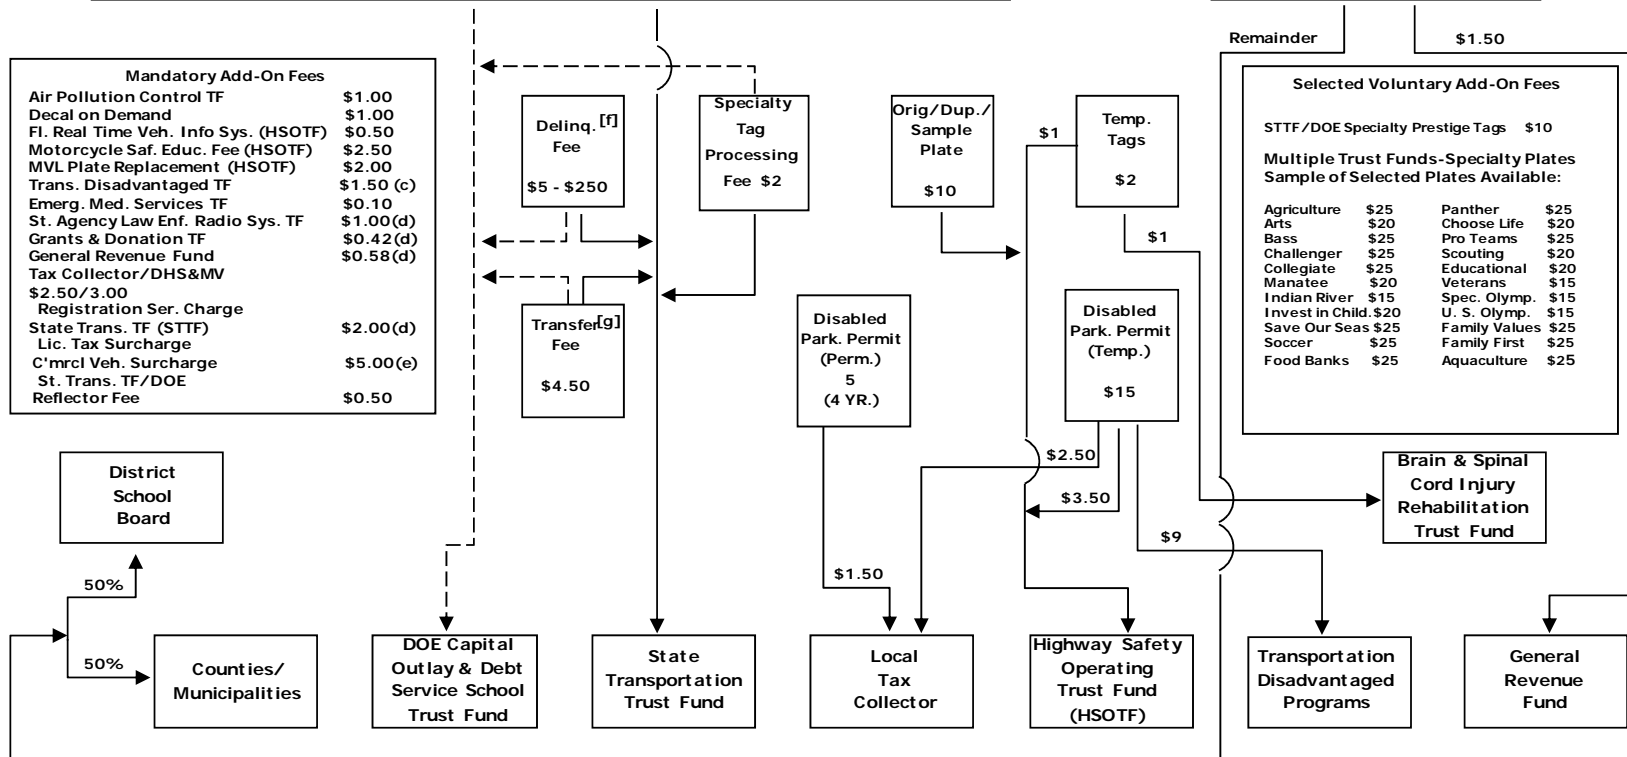 Remainder
$1.50
Mandatory Add-On Fees
Air Pollution Control TF $1.00
Decal on Demand $1.00
Fl. Real Time Veh. Info Sys. (HSOTF) $0.50
Motorcycle Saf. Educ. Fee (HSOTF) $2.50
MVL Plate Replacement (HSOTF) $2.00
Trans. Disadvantaged TF $1.50 (c)
Emerg. Med. Services TF $0.10
St. Agency Law Enf. Radio Sys. TF $1.00(d)
Grants & Donation TF $0.42(d)
General Revenue Fund $0.58(d)
Tax Collector/DHS&MV
$2.50/3.00
Registration Ser. Charge
State Trans. TF (STTF) $2.00(d)
Lic. Tax Surcharge
C'mrcl Veh. Surcharge $5.00(e)
St. Trans. TF/DOE
Reflector Fee $0.50
Delinq. [f]
Fee
$5 - $250
Specialty
Tag
Processing
Fee $2
Orig/Dup./
Sample
Plate
$10
$1
Temp.
Tags
$2
$1
Selected Voluntary Add-On Fees
STTF/DOE Specialty Prestige Tags $10
Multiple Trust Funds-Specialty Plates
Sample of Selected Plates Available:
Agriculture $25 Panther $25
Arts $20 Choose Life $20
Bass $25 Pro Teams $25
Challenger $25 Scouting $20
Collegiate $25 Educational $20
Manatee $20 Veterans $15
Indian River $15 Spec. Olymp. $15
Invest in Child. $20 U. S. Olymp. $15
Save Our Seas $25 Family Values $25
Soccer $25 Family First $25
Food Banks $25 Aquaculture $25
Transfer [g]
Fee
$4.50
Disabled
Park. Permit
(Perm.)
5
(4 YR.)
Disabled
Park. Permit
(Temp.)
$15
$2.50
$3.50
$9
$1.50
District
School
Board
50%
50%
Brain & Spinal
Cord Injury
Rehabilitation
Trust Fund
Counties/
Municipalities
DOE Capital
Outlay & Debt
Service School
Trust Fund
State
Transportation
Trust Fund
Local
Tax
Collector
Highway Safety
Operating
Trust Fund
(HSOTF)
Transportation
Disadvantaged
Programs
General
Revenue
Fund